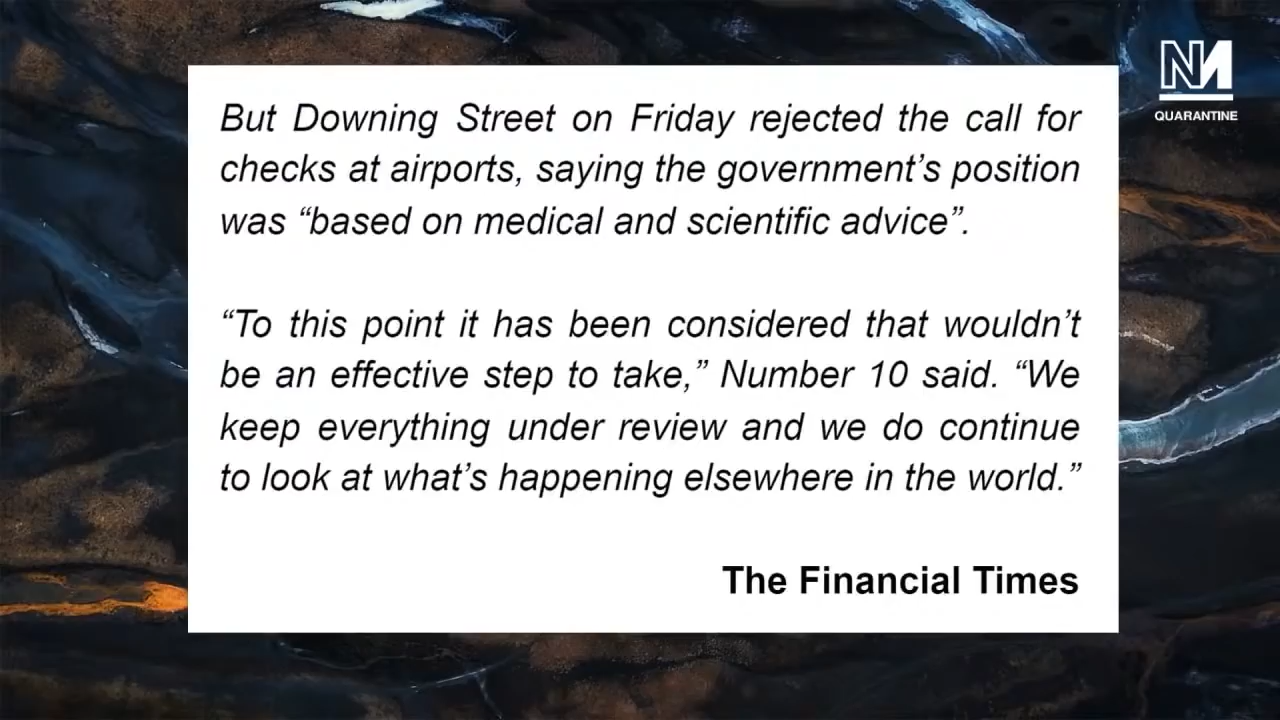 NM
QUARANTINE
But Downing Street on Friday rejected the call for
checks at airports, saying the government’s position
was “based on medical and scientific advice”.
“To this point it has been considered that wouldn’t
be an effective step to take,” Number 10 said. “We
keep everything under review and we do continue
to look at what’s happening elsewhere in the world.”
The Financial Times